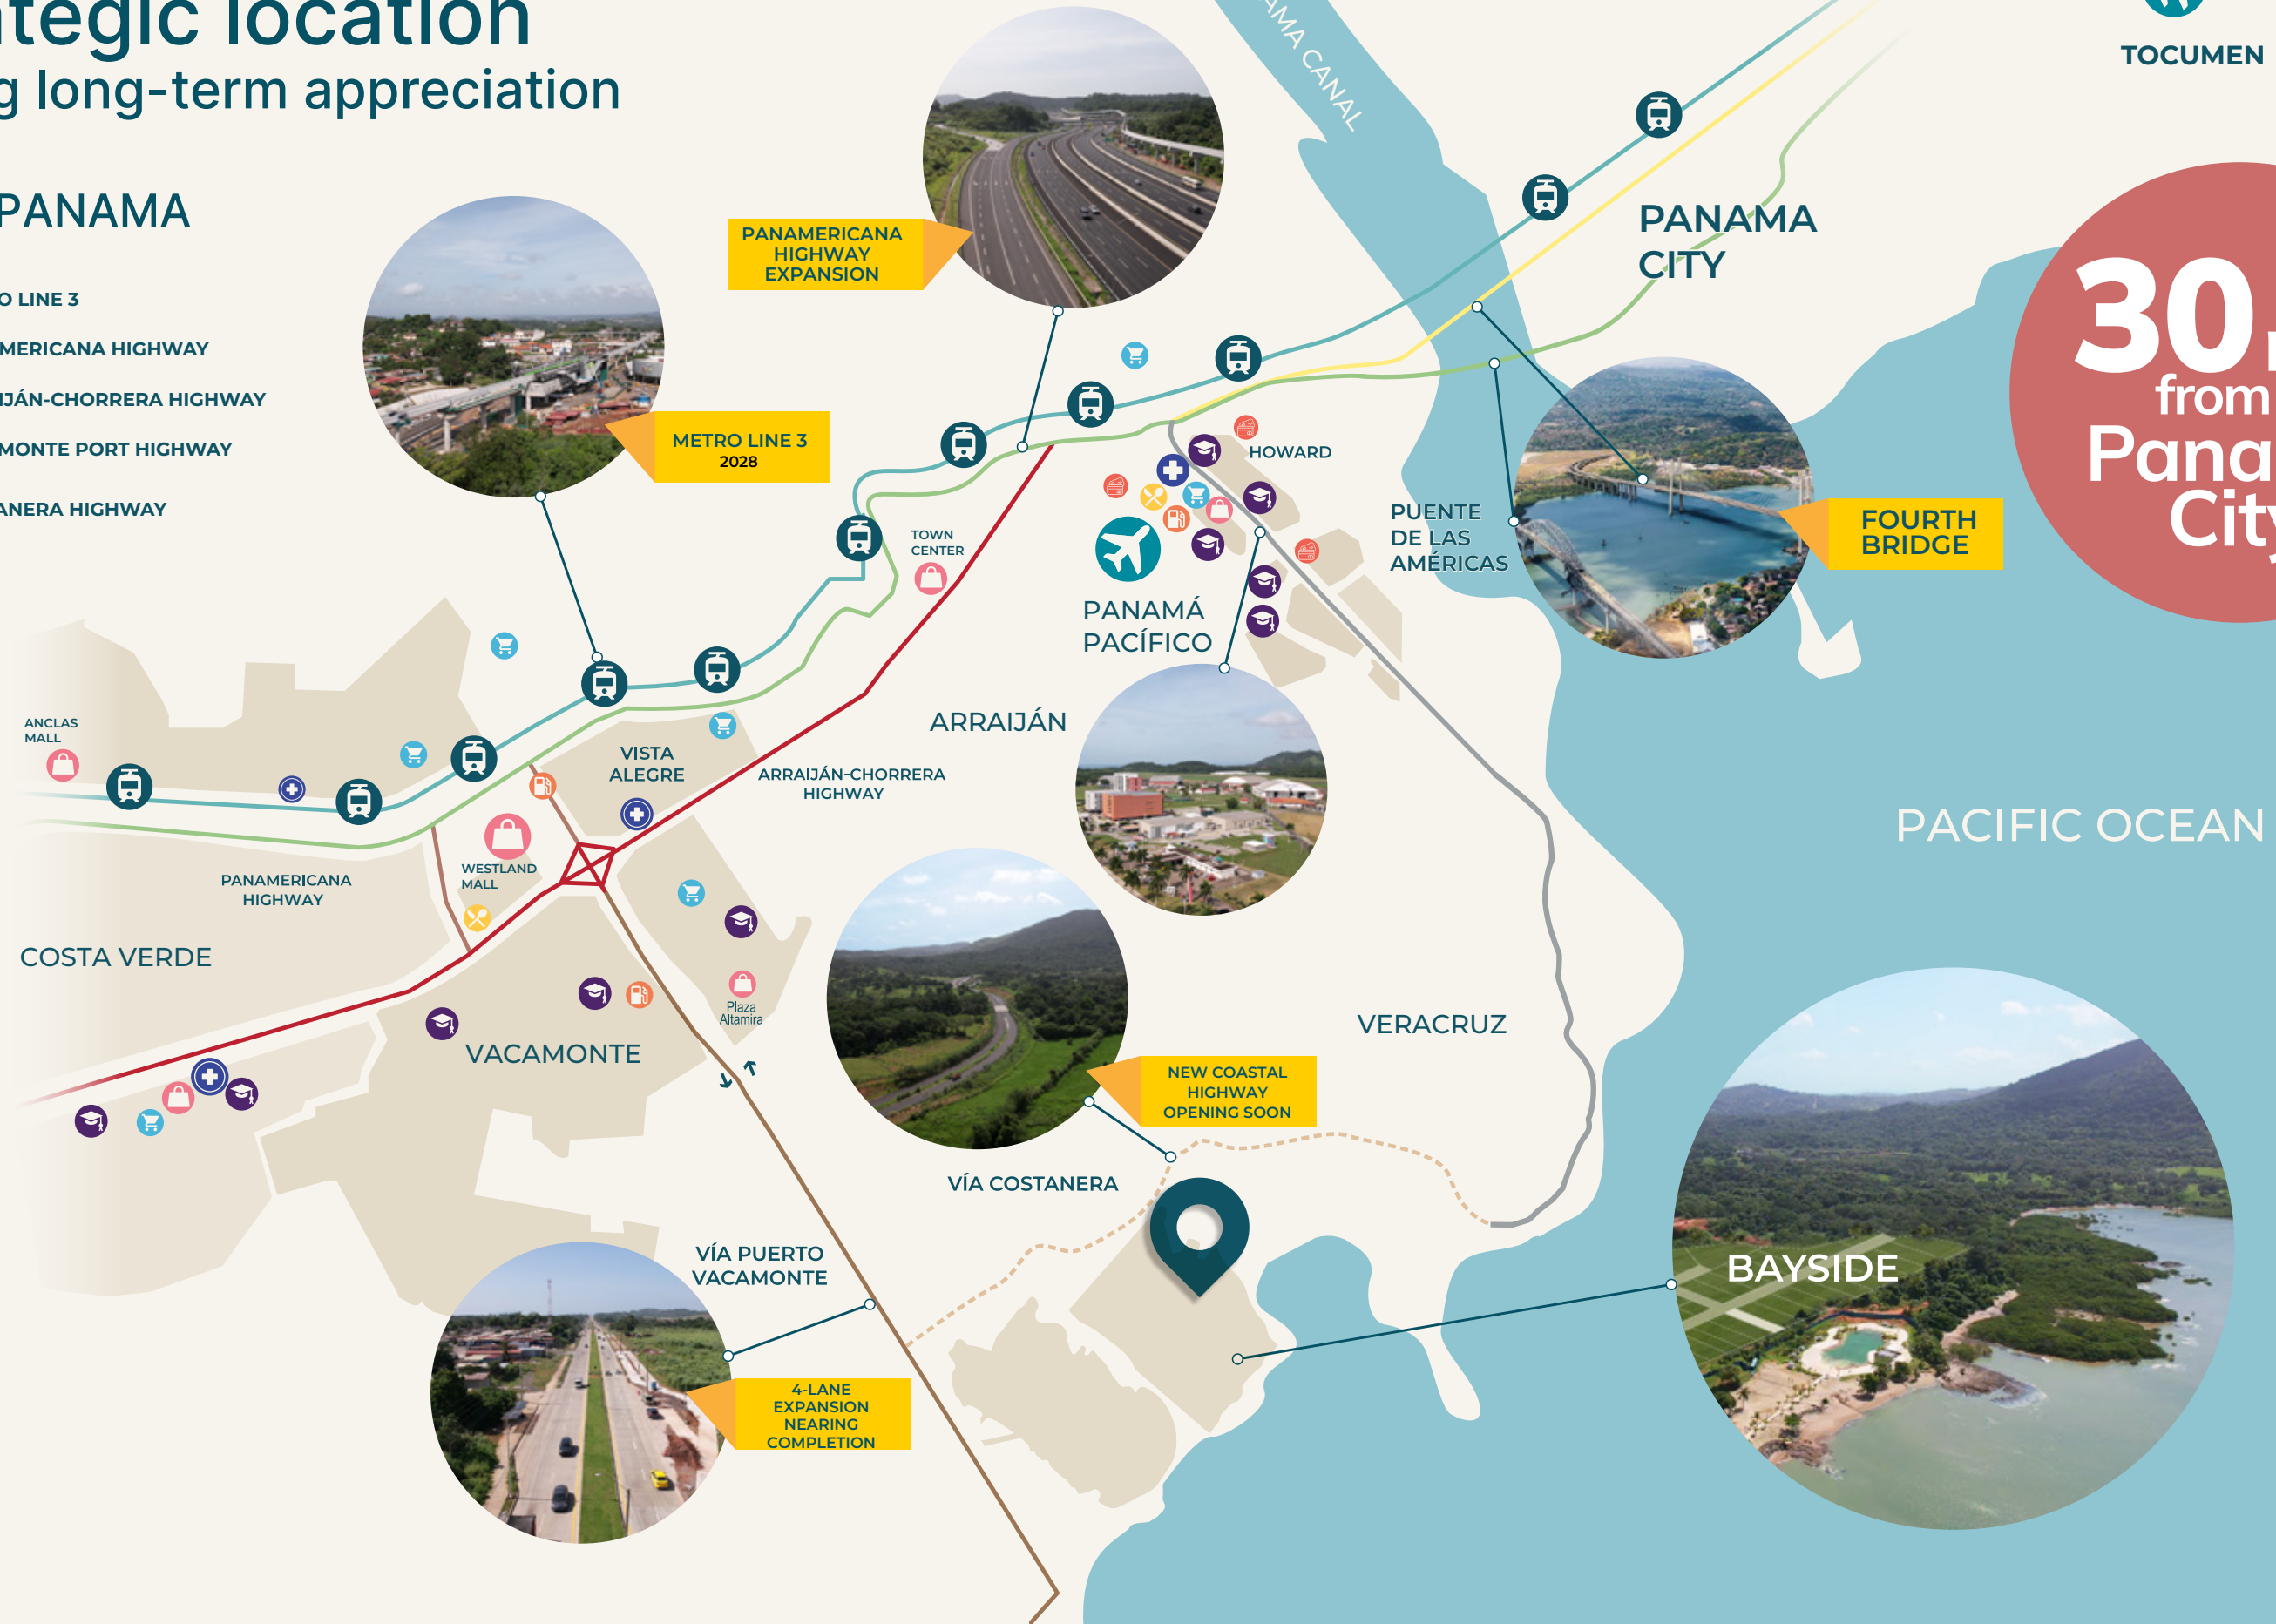 ategic location
g long-term appreciation
PANAMA
O LINE 3
MERICANA HIGHWAY
IJÁN-CHORRERA HIGHWAY
MONTE PORT HIGHWAY
ANERA HIGHWAY
AMA CANAL
TOCUMEN
PANAMERICANA
HIGHWAY
EXPANSION
PANAMA
CITY
30
from
Pana
City
METRO LINE 3
2028
HOWARD
TOWN
CENTER
PUENTE
DE LAS
AMÉRICAS
FOURTH
BRIDGE
PANAMÁ
PACÍFICO
ARRAIJÁN
ANCLAS
MALL
VISTA
ALEGRE
ARRAIJÁN-CHORRERA
HIGHWAY
PACIFIC OCEAN
WESTLAND
MALL
PANAMERICANA
HIGHWAY
COSTA VERDE
Plaza
Altamira
VACAMONTE
VERACRUZ
NEW COASTAL
HIGHWAY
OPENING SOON
VÍA COSTANERA
VÍA PUERTO
VACAMONTE
BAYSIDE
4-LANE
EXPANSION
NEARING
COMPLETION